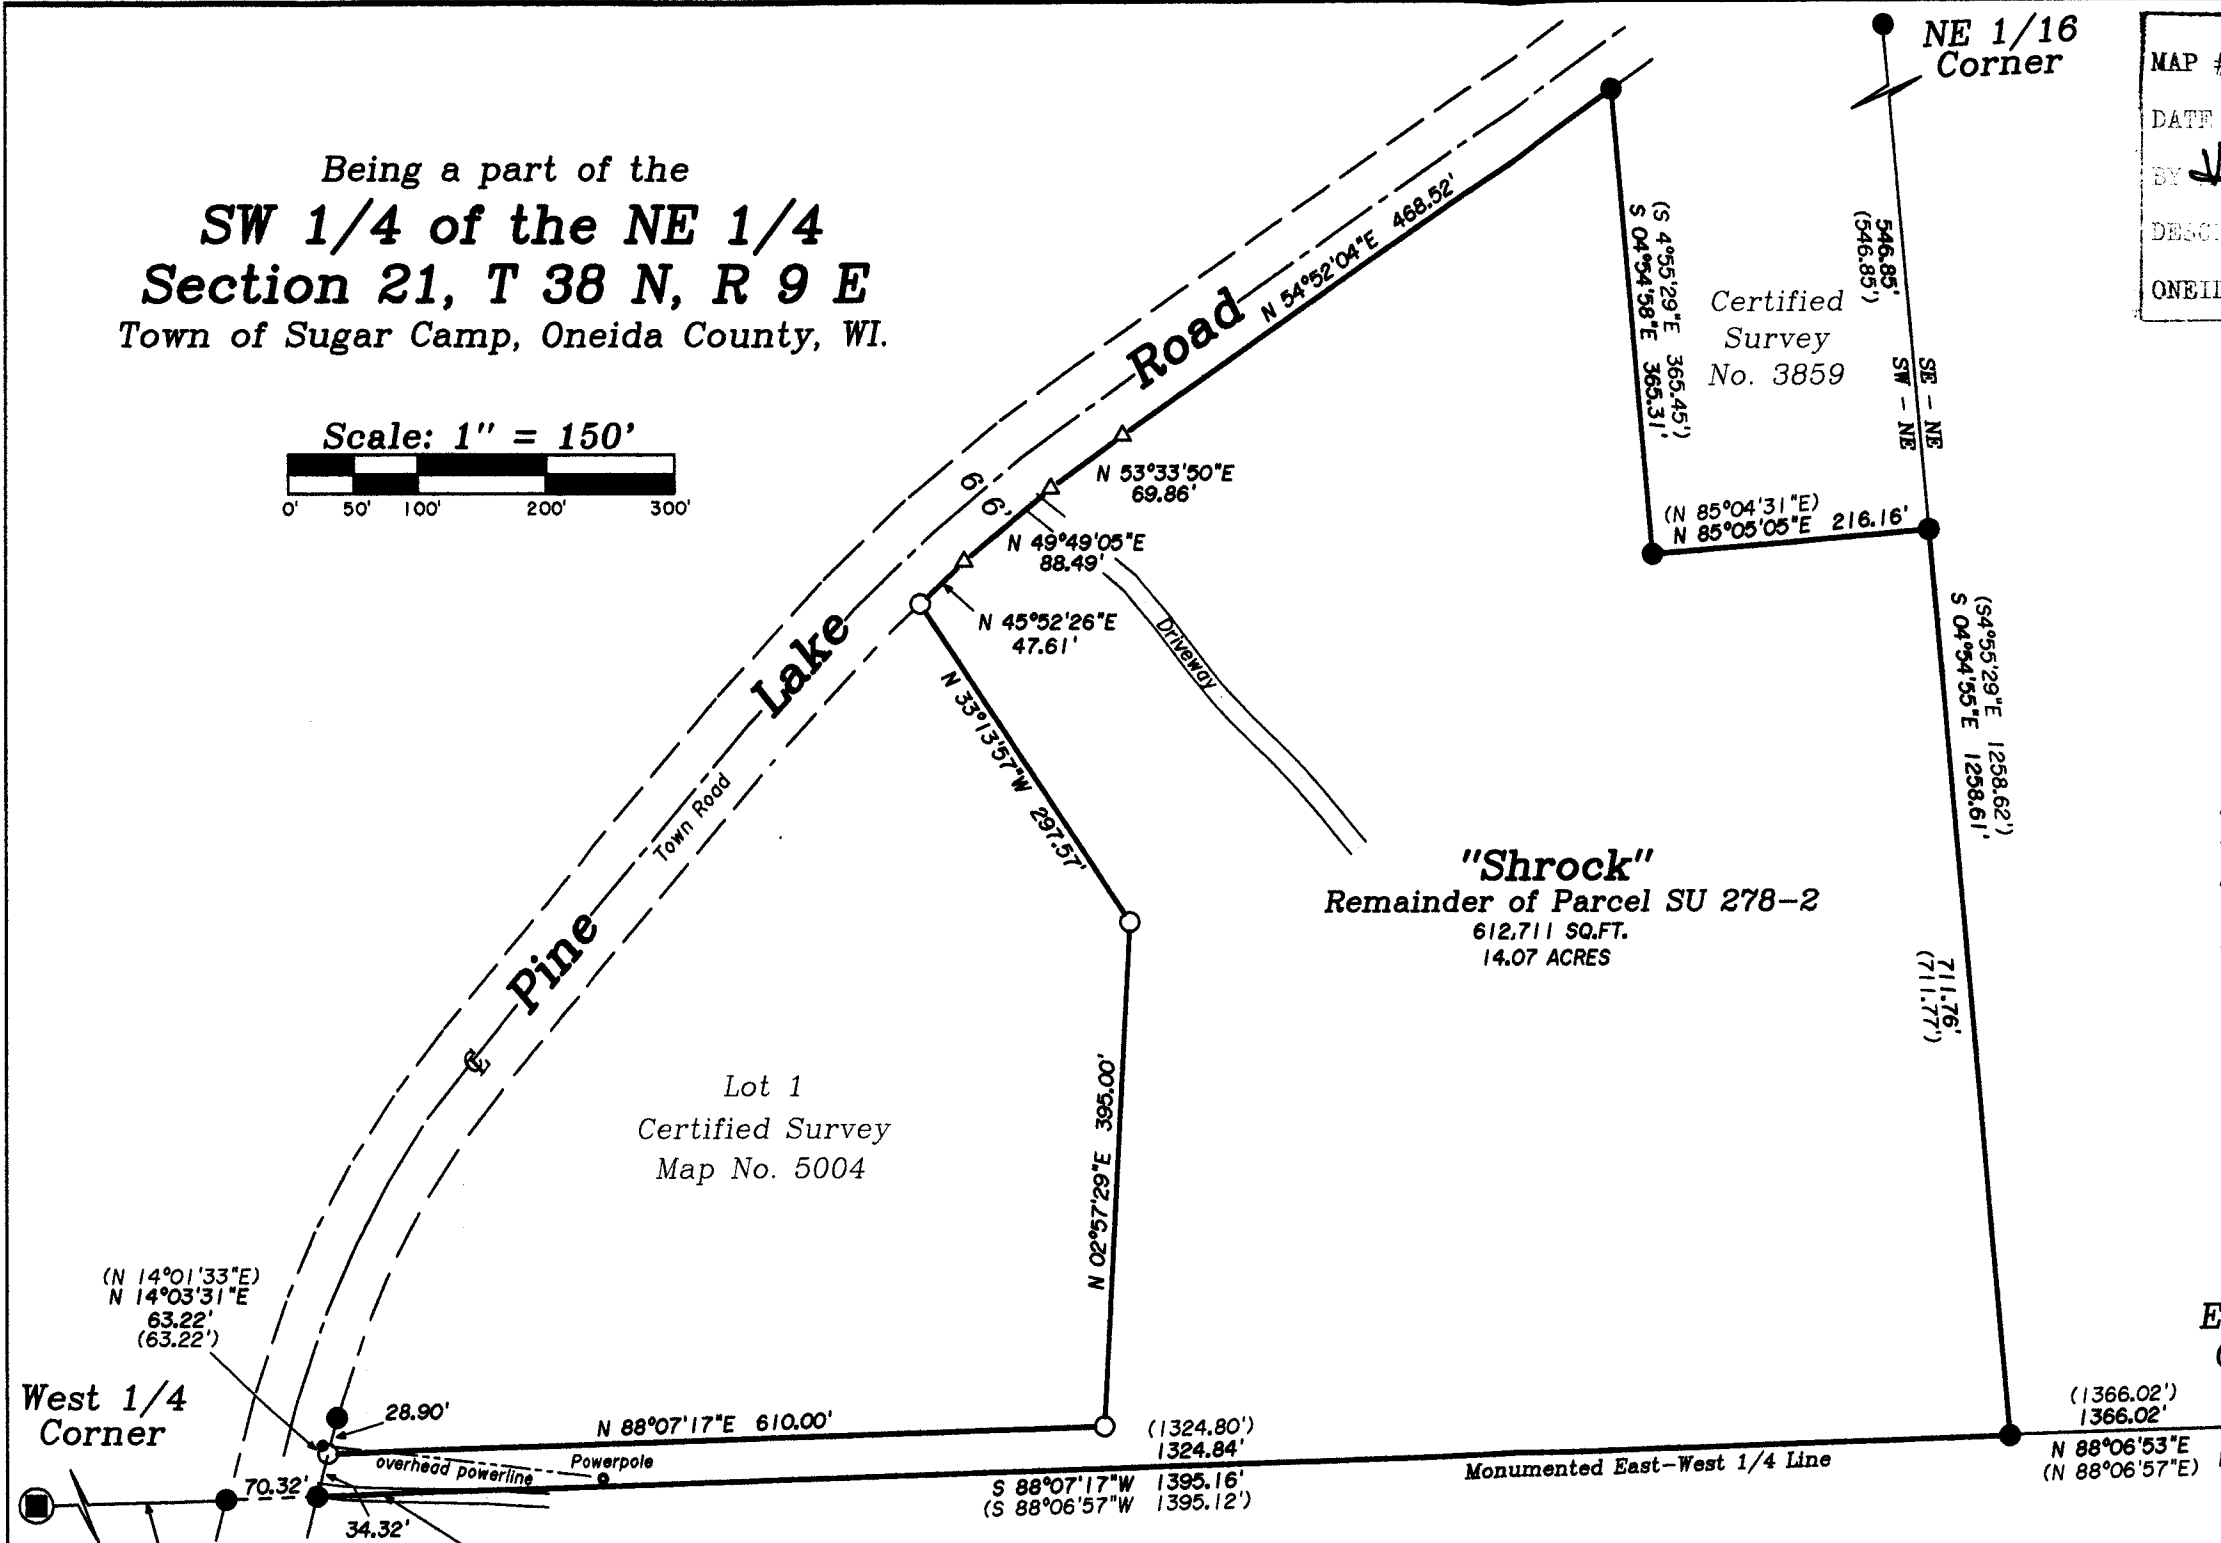 Being a part of the
SW 1/4 of the NE 1/4
Section 21, T 38 N, R 9 E
Town of Sugar Camp, Oneida County, WI.
Scale: 1" = 150'
0' 50' 100' 200' 300'
NE 1/16
Corner
MAP #
DATE
BY
ONEID
546.85'
(546.85')
SE - NE
SW - NE
(S 4°55'29"E 365.45')
S 04°54'58"E 365.31'
Certified
Survey
No. 3859
N 54°52'04"E 468.52'
Pine Lake Road
66'
N 53°33'50"E
69.86'
N 49°49'05"E
88.49'
N 45°52'26"E
47.61'
(N 85°04'31"E)
N 85°05'05"E 216.16'
Driveway
N 33°13'57"W 297.57'
(S4°55'29"E 1258.62')
S 04°54'55"E 1258.61'
Town Road
"Shrock"
Remainder of Parcel SU 278-2
612,711 SQ.FT.
14.07 ACRES
711.76'
(711.77')
Lot 1
Certified Survey
Map No. 5004
N 02°57'29"E 395.00'
(N 14°01'33"E)
N 14°03'31"E
63.22'
(63.22')
West 1/4
Corner
28.90'
N 88°07'17"E 610.00'
overhead powerline
Powerpole
70.32'
34.32'
(1324.80')
1324.84'
S 88°07'17"W 1395.16'
(S 88°06'57"W 1395.12')
Monumented East-West 1/4 Line
(1366.02')
1366.02'
N 88°06'53"E
(N 88°06'57"E)